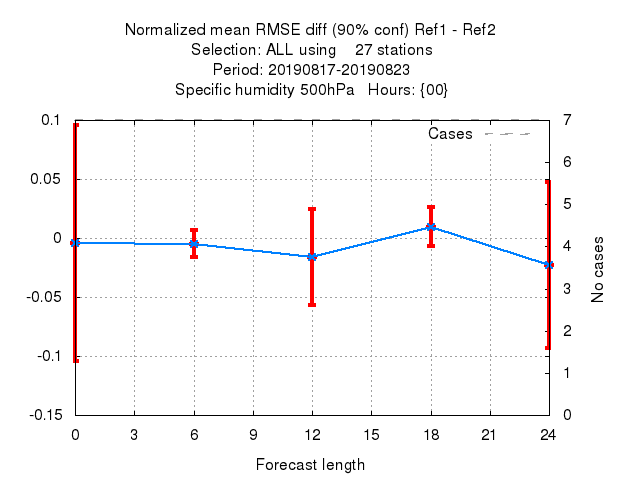 Normalized mean RMSE diff (90% conf) Ref1 - Ref2
Selection: ALL using 27 stations
Period: 20190817-20190823
Specific humidity 500hPa Hours: {00}
0.1
0.05
0
-0.05
-0.1
-0.15
Cases
7
6
5
4
3
2
1
0
No cases
0 3 6 9 12 15 18 21 24
Forecast length